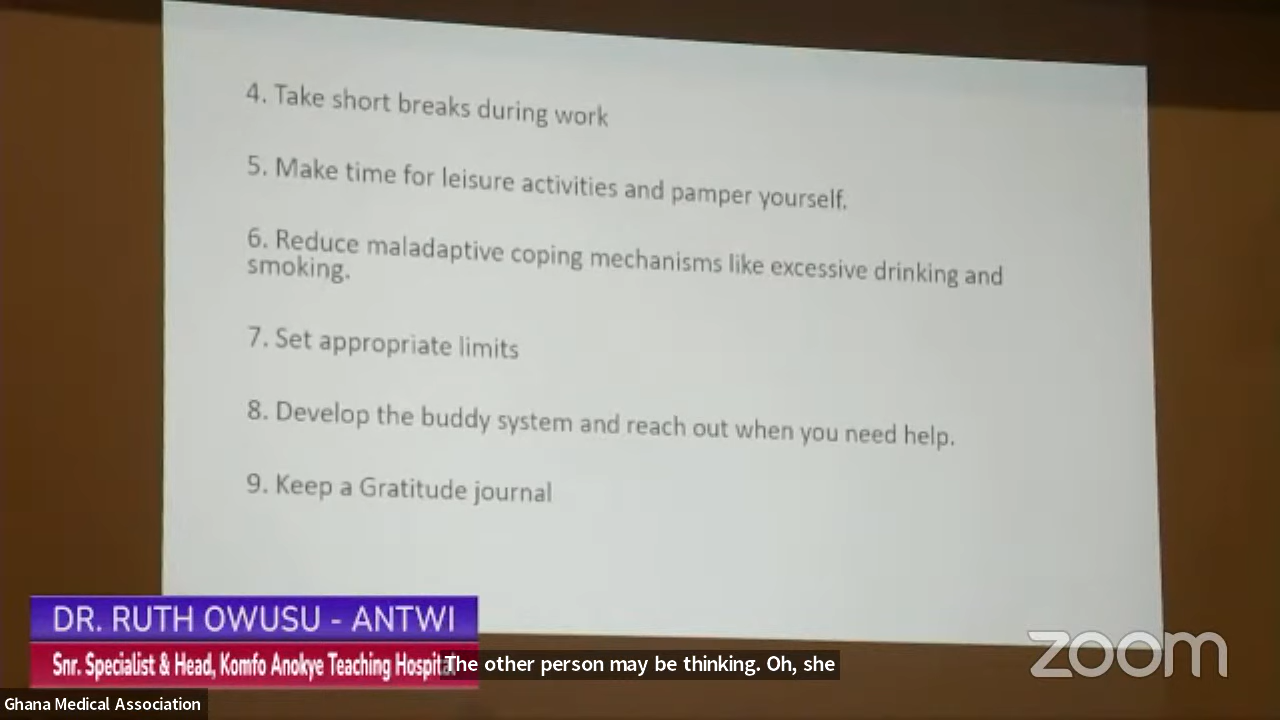 4. Take short breaks during work
5. Make time for leisure activities and pamper yourself.
6. Reduce maladaptive coping mechanisms like excessive drinking and
smoking.
7. Set appropriate limits
8. Develop the buddy system and reach out when you need help.
9. Keep a Gratitude journal
DR. RUTH OWUSU - ANTWI
Snr. Specialist & Head, Komfo Anokye Teaching Hospital
The other person may be thinking. Oh, she
zoom
Ghana Medical Association